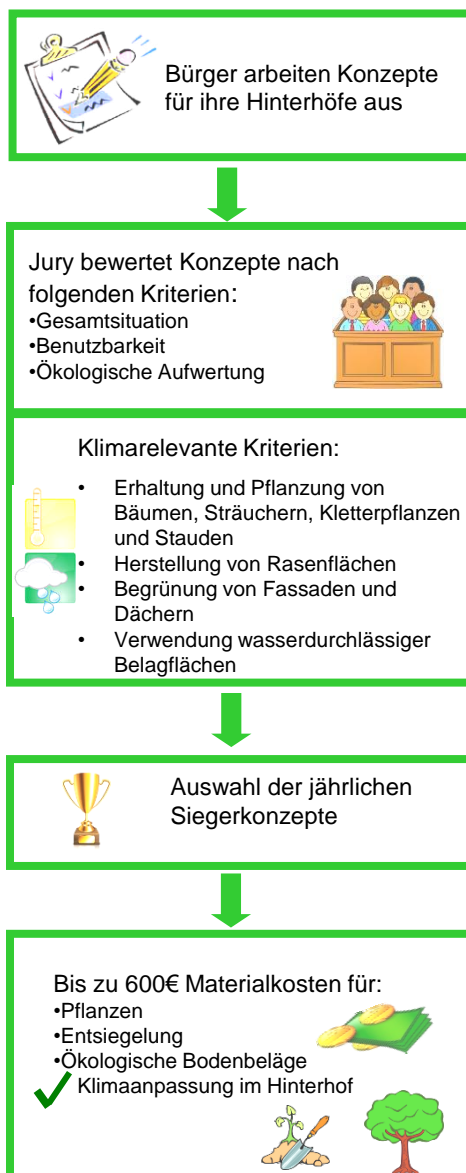 Bürger arbeiten Konzepte
für ihre Hinterhöfe aus
Jury bewertet Konzepte nach
folgenden Kriterien:
•Gesamtsituation
•Benutzbarkeit
•Ökologische Aufwertung
Klimarelevante Kriterien:
• Erhaltung und Pflanzung von
Bäumen, Sträuchern, Kletterpflanzen
und Stauden
• Herstellung von Rasenflächen
• Begrünung von Fassaden und
Dächern
• Verwendung wasserdurchlässiger
Belagflächen
Auswahl der jährlichen
Siegerkonzepte
Bis zu 600€ Materialkosten für:
•Pflanzen
•Entsiegelung
•Ökologische Bodenbeläge
Klimaanpassung im Hinterhof